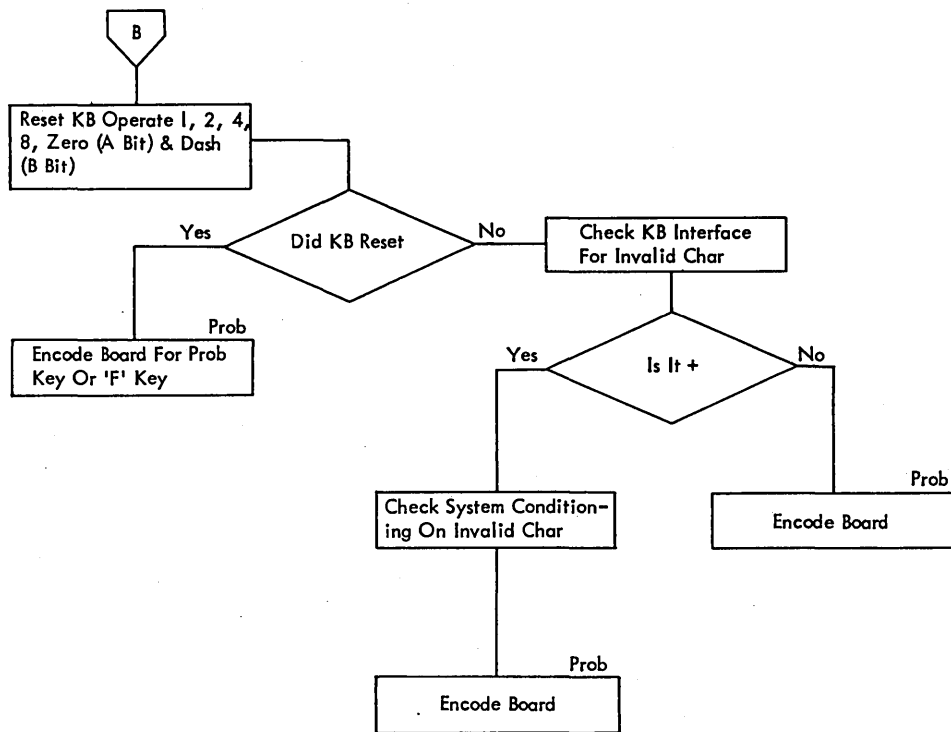 B
Reset KB Operate 1, 2, 4,
8, Zero (A Bit) & Dash
(B Bit)
Did KB Reset
Yes
No
Check KB Interface
For Invalid Char
Prob
Encode Board For Prob
Key Or 'F' Key
Is It +
Yes
No
Check System Condition-
ing On Invalid Char
Prob
Encode Board
Prob
Encode Board